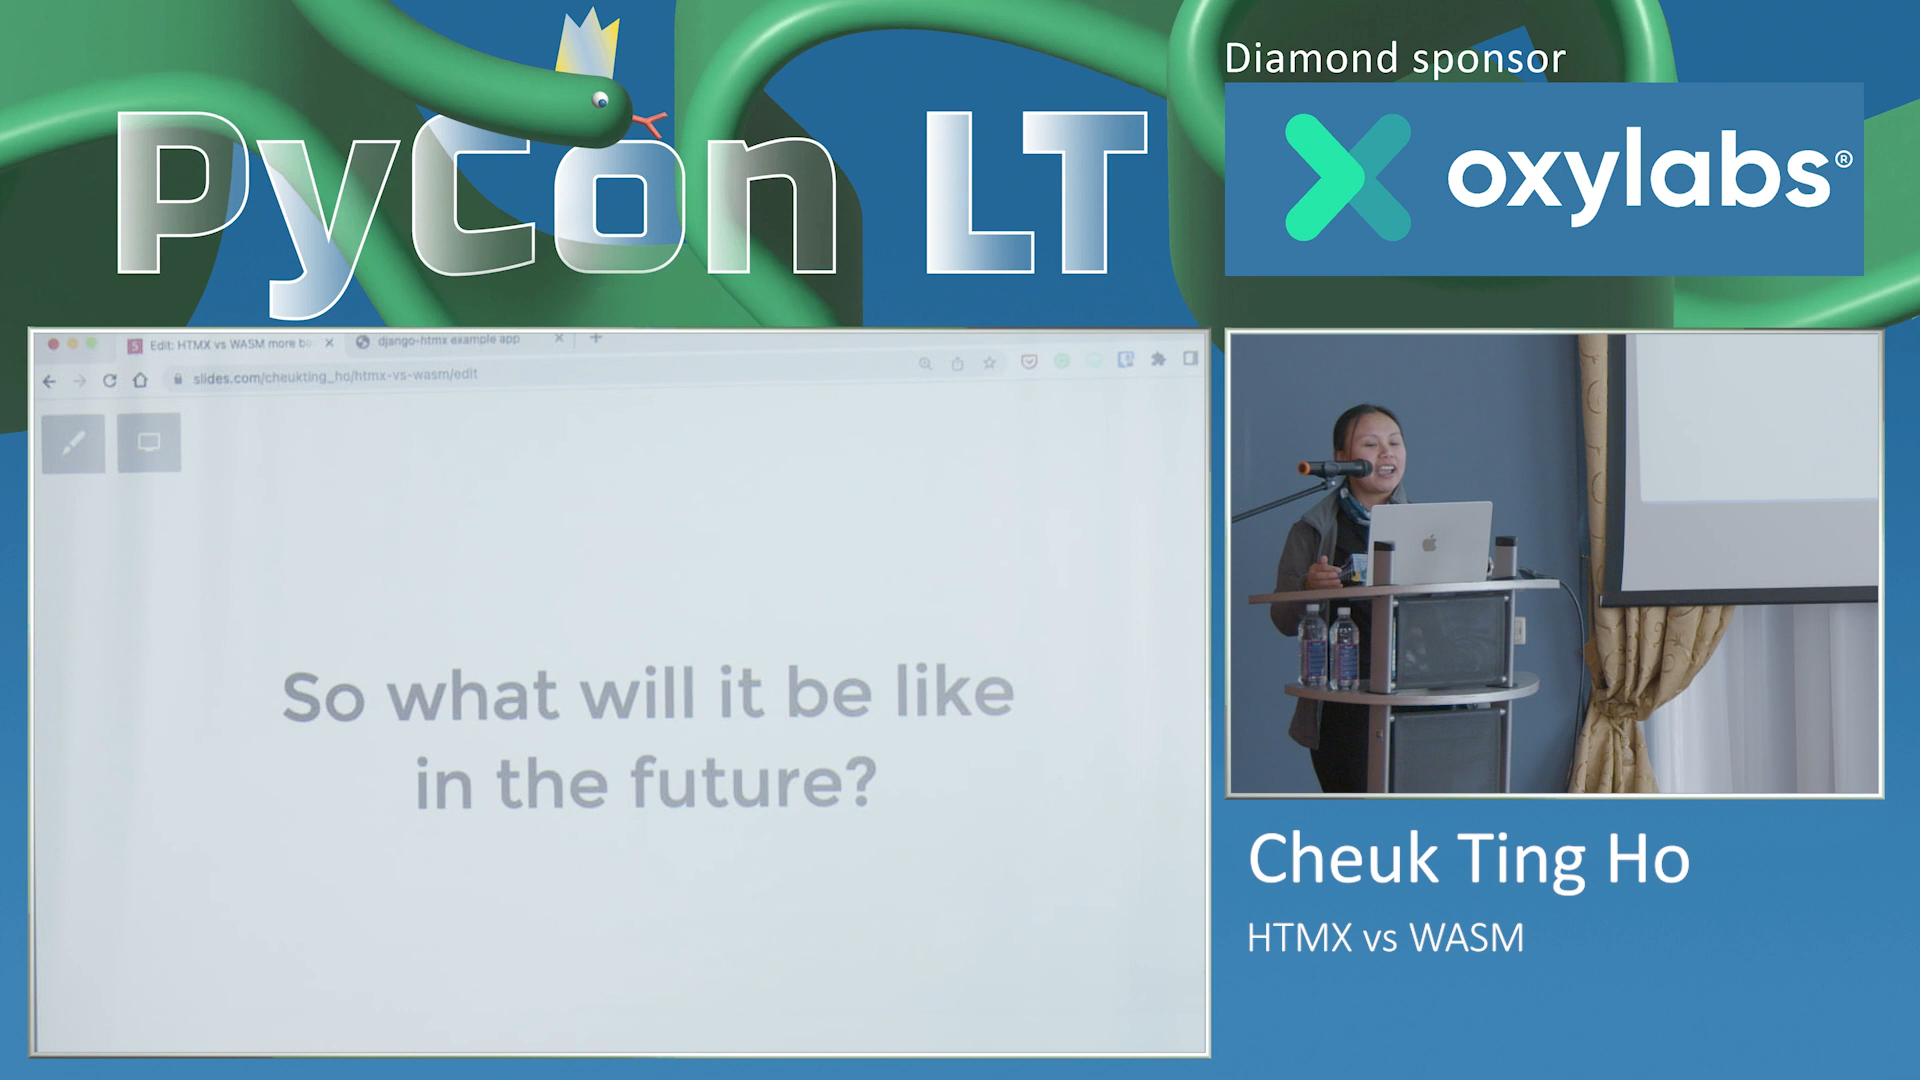 PyCon LT
Diamond sponsor
oxylabs®
Edit: HTMX vs WASM more b
django-htmx example app
slides.com/cheukting_ho/htmx-vs-wasm/edit
So what will it be like
in the future?
Cheuk Ting Ho
HTMX vs WASM